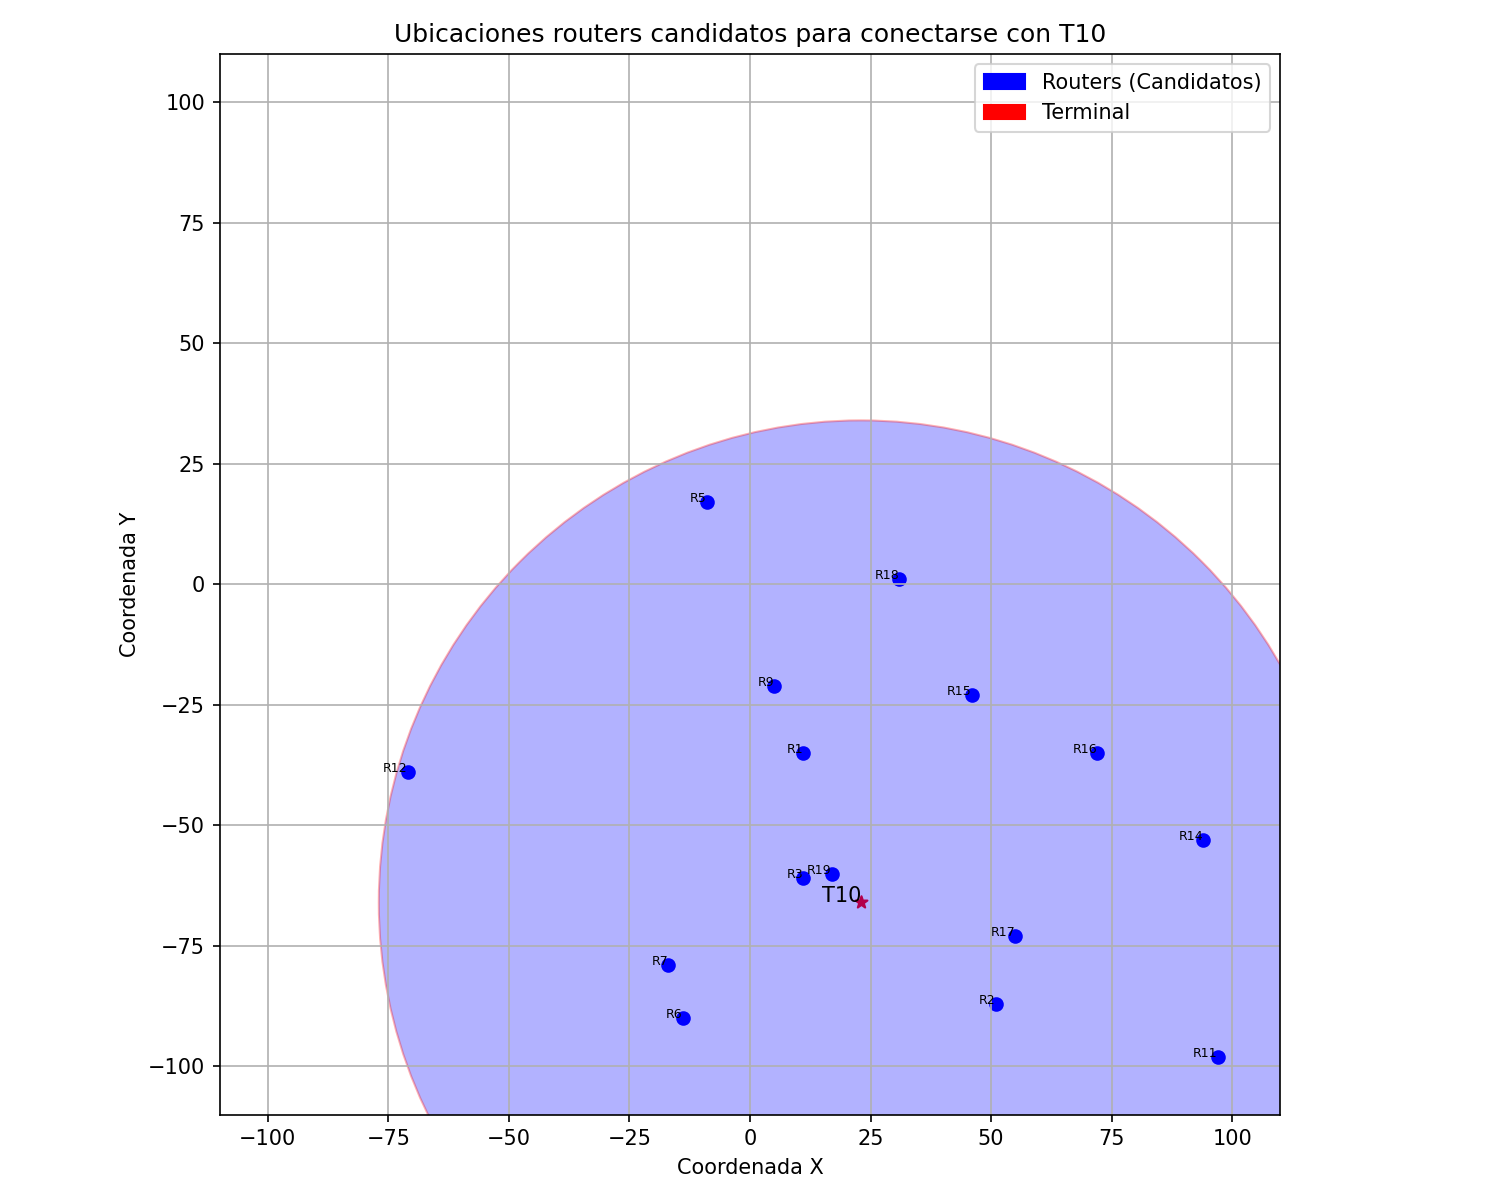 Ubicaciones routers candidatos para conectarse con T10
Routers (Candidatos)
Terminal
100
75
50
25
0
−25
−50
−75
−100
Coordenada Y
R5
R18
R9
R15
R1
R16
R12
R14
R3
R19
T10
R17
R7
R2
R6
R11
−100
−75
−50
−25
0
25
50
75
100
Coordenada X